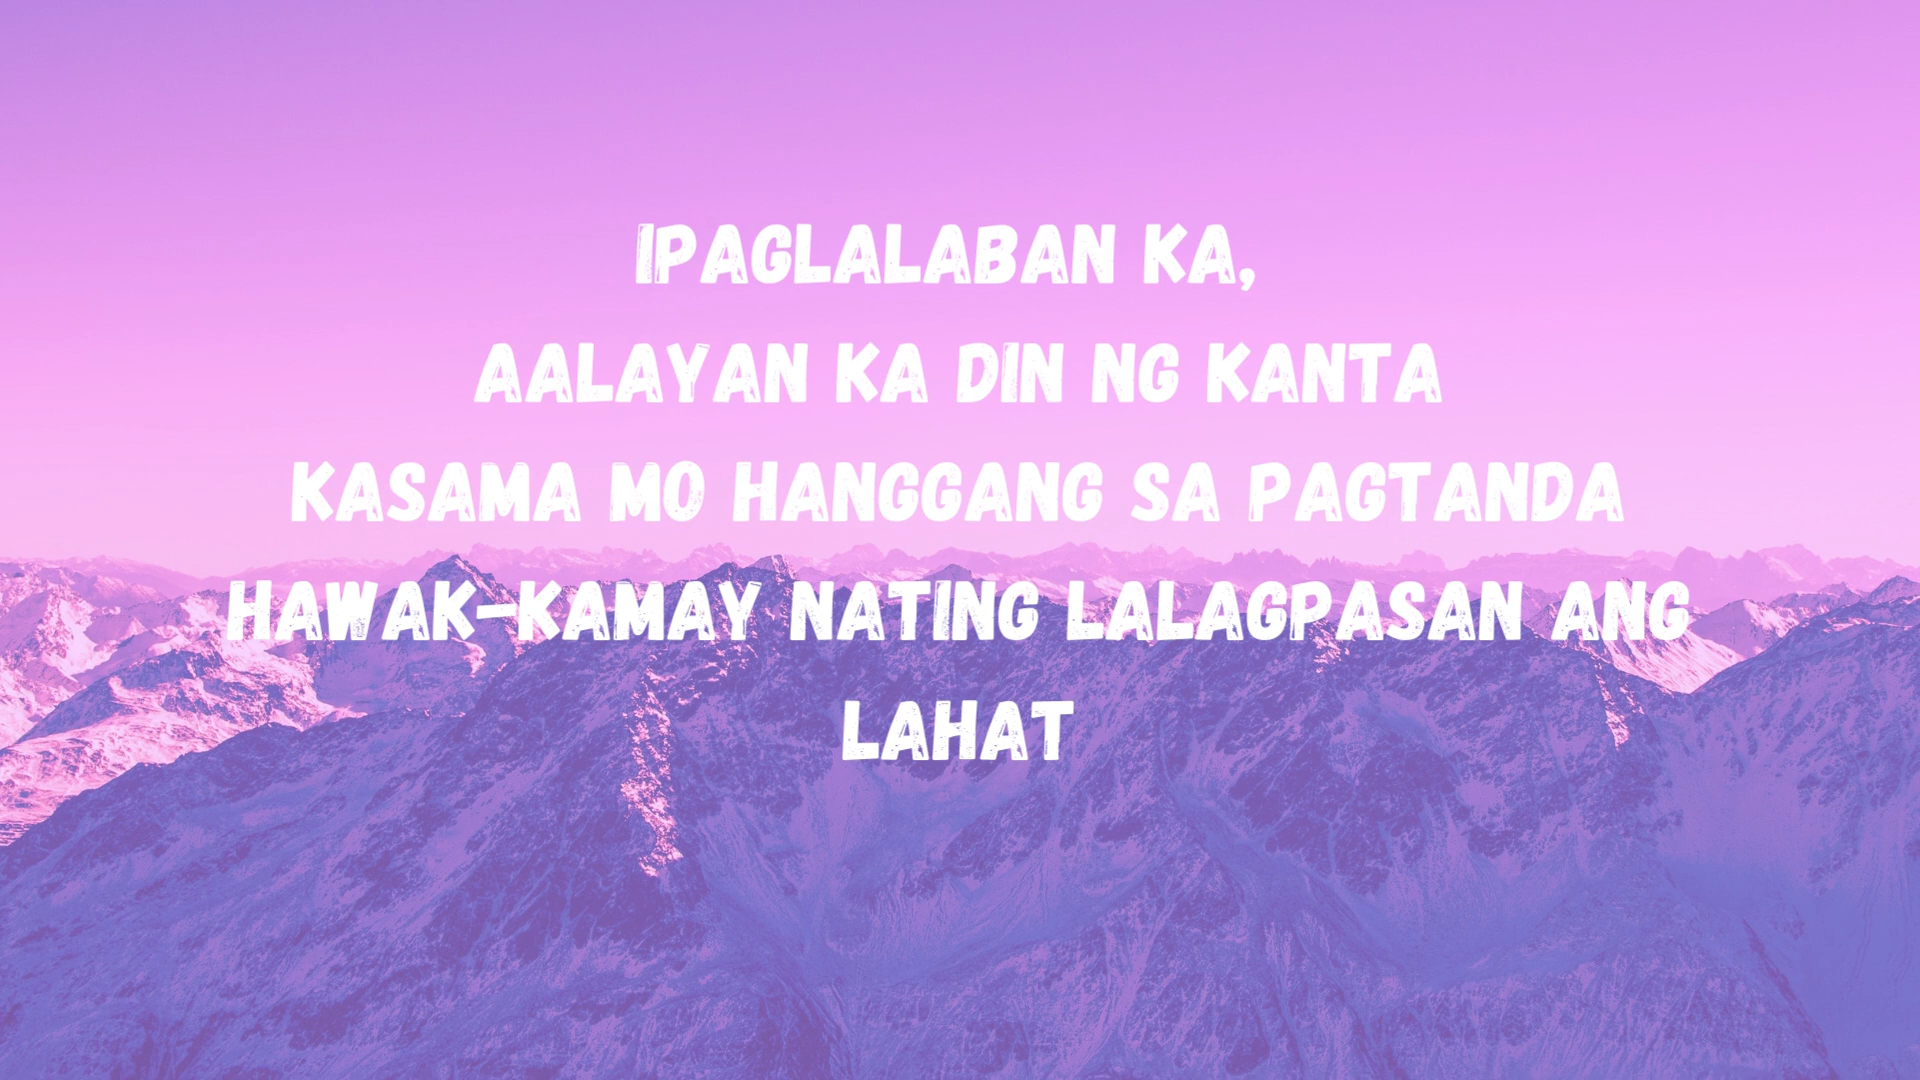 IPAGLALABAN KA,
AALAYAN KA DIN NG KANTA
KASAMA MO HANGGANG SA PAGTANDA
HAWAK-KAMAY NATING LALAGPASAN ANG
LAHAT